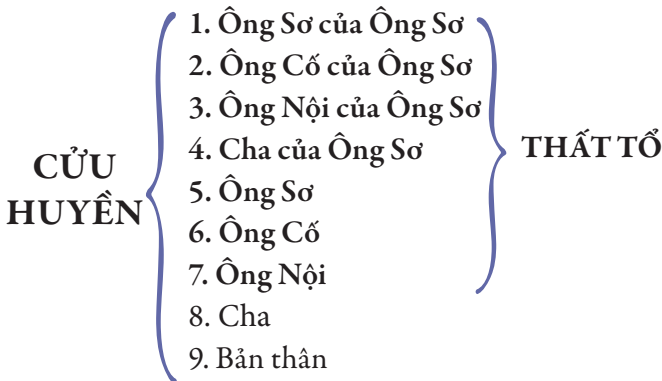 1. Ông Sơ của Ông Sơ
2. Ông Cố của Ông Sơ
3. Ông Nội của Ông Sơ
4. Cha của Ông Sơ
5. Ông Sơ
6. Ông Cố
7. Ông Nội
8. Cha
9. Bản thân
CỬU
HUYỀN
THẤT TỔ